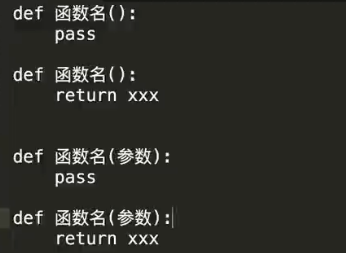 def 函数名():
    pass
def 函数名():
    return xxx
def 函数名(参数):
    pass
def 函数名(参数):
    return xxx